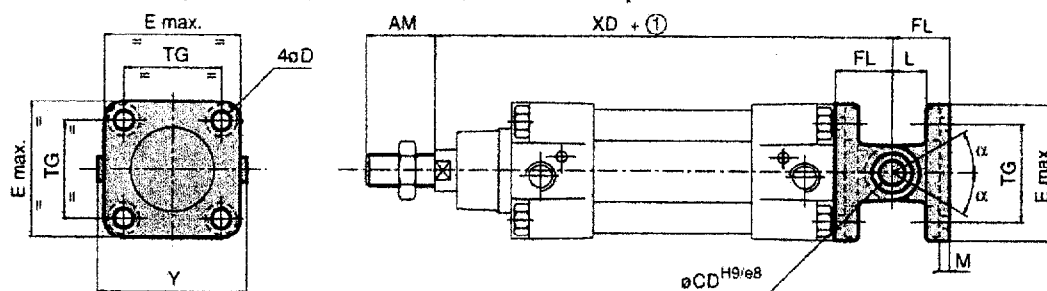 E max.
TG
4øD
E max.
TG
Y
AM
XD + ①
FL
FL
L
α
α
TG
E max.
M
øCD H9/e8